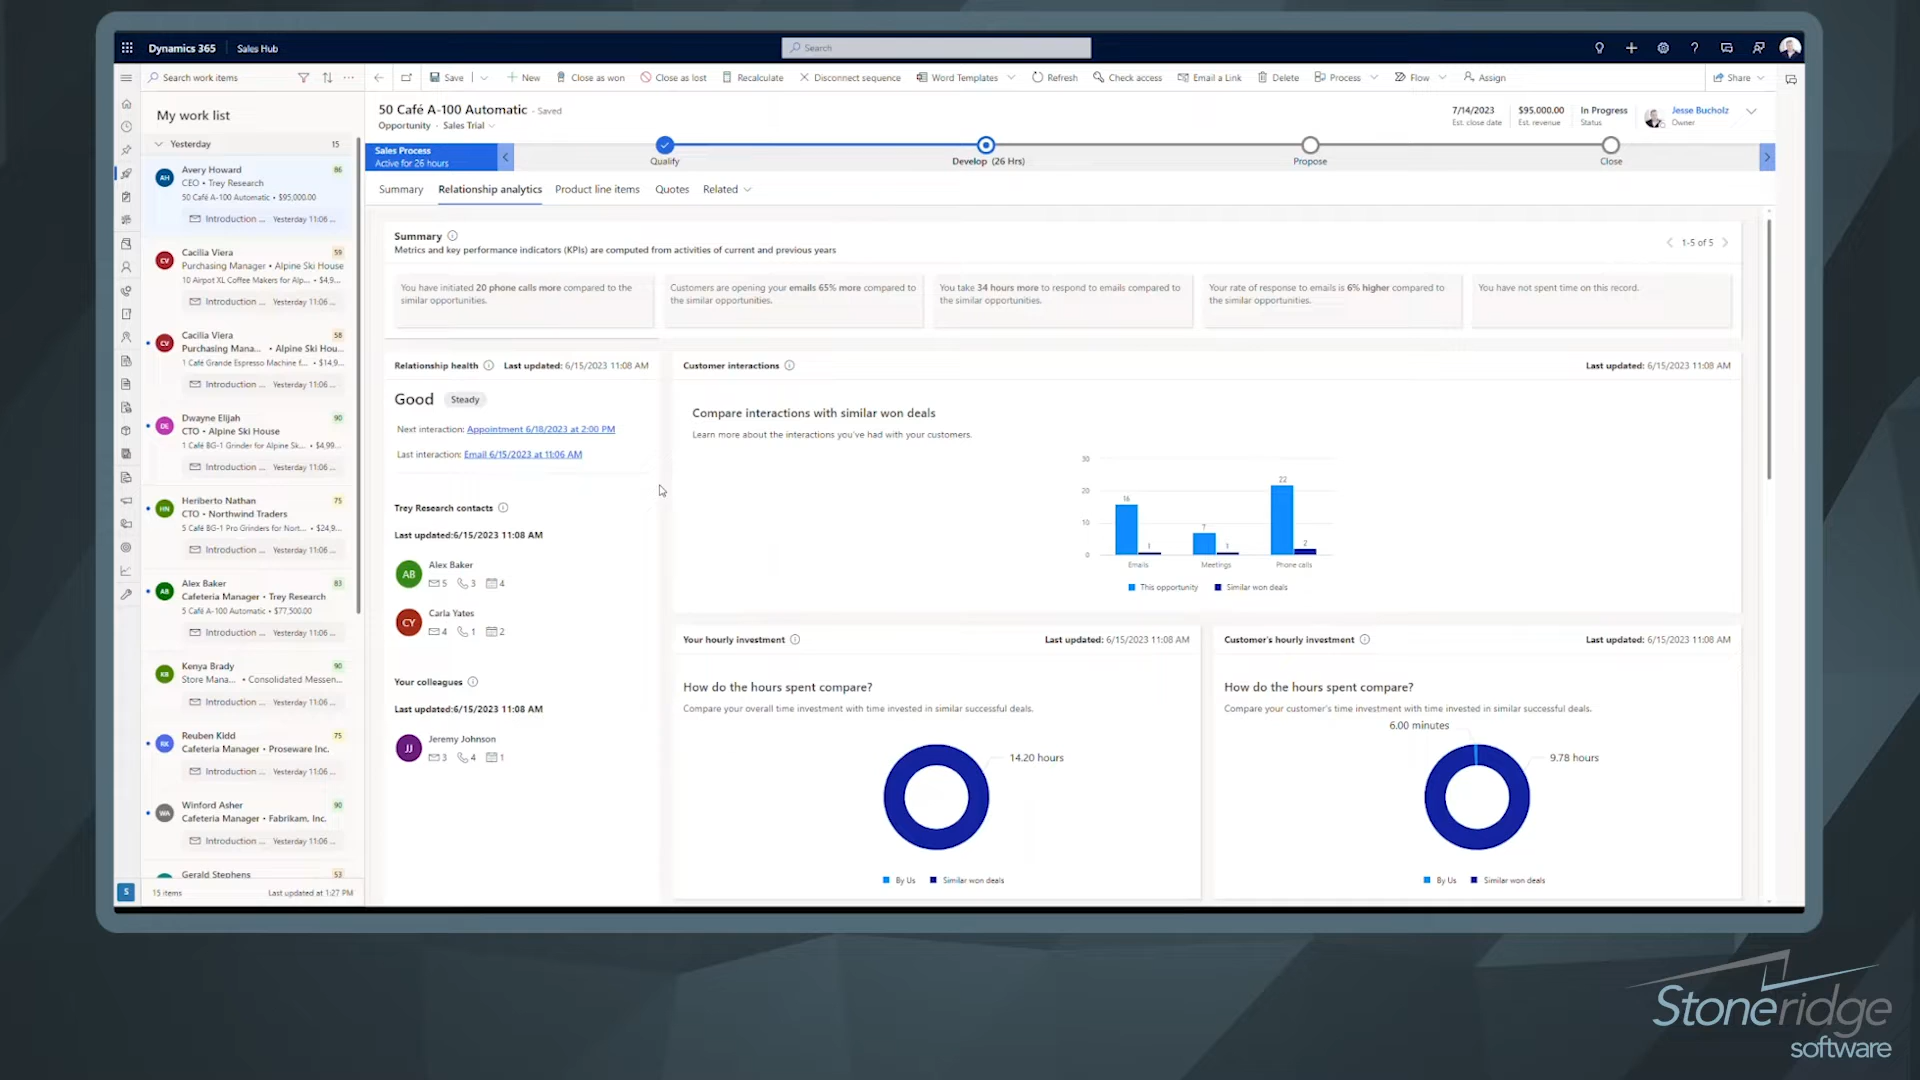 Dynamics 365
Sales Hub
Search
Search work items
Save
New
Close as won
Close as lost
Recalculate
Disconnect sequence
Word Templates
Refresh
Check access
Email a Link
Delete
Process
Flow
Assign
Share
My work list
Yesterday
15
AH
Avery Howard
86
CEO • Trey Research
50 Café A-100 Automatic • $95,000.00
Introduction ... Yesterday 11:06 ...
CV
Cacilia Viera
59
Purchasing Manager • Alpine Ski House
10 Airpot XL Coffee Makers for Alp... • $4,9...
Introduction ... Yesterday 11:06 ...
CV
Cacilia Viera
58
Purchasing Mana... • Alpine Ski Hou...
1 Café Grande Espresso Machine f... • $14,9...
Introduction ... Yesterday 11:06 ...
DE
Dwayne Elijah
90
CTO • Alpine Ski House
1 Café BG-1 Grinder for Alpine Sk... • $4,99...
Introduction ... Yesterday 11:06 ...
HN
Heriberto Nathan
75
CTO • Northwind Traders
5 Café BG-1 Pro Grinders for Nort... • $24,9...
Introduction ... Yesterday 11:06 ...
AB
Alex Baker
83
Cafeteria Manager • Trey Research
5 Café A-100 Automatic • $77,500.00
Introduction ... Yesterday 11:06 ...
KB
Kenya Brady
90
Store Mana... • Consolidated Messen...
Introduction ... Yesterday 11:06 ...
RK
Reuben Kidd
75
Cafeteria Manager • Proseware Inc.
Introduction ... Yesterday 11:06 ...
WA
Winford Asher
90
Cafeteria Manager • Fabrikam, Inc.
Introduction ... Yesterday 11:06 ...
Gerald Stephens
53
S
15 items
Last updated at 1:27 PM
50 Café A-100 Automatic - Saved
Opportunity · Sales Trial
7/14/2023
Est. close date
$95,000.00
Est. revenue
In Progress
Status
Jesse Bucholz
Owner
Sales Process
Active for 26 hours
Qualify
Develop (26 Hrs)
Propose
Close
Summary
Relationship analytics
Product line items
Quotes
Related
Summary
Metrics and key performance indicators (KPIs) are computed from activities of current and previous years
1-5 of 5
You have initiated 20 phone calls more compared to the
similar opportunities.
Customers are opening your emails 65% more compared to
the similar opportunities.
You take 34 hours more to respond to emails compared to
the similar opportunities.
Your rate of response to emails is 6% higher compared to
the similar opportunities.
You have not spent time on this record.
Relationship health
Last updated: 6/15/2023 11:08 AM
Good
Steady
Next interaction: Appointment 6/18/2023 at 2:00 PM
Last interaction: Email 6/15/2023 at 11:06 AM
Trey Research contacts
Last updated:6/15/2023 11:08 AM
AB
Alex Baker
5 3 4
CY
Carla Yates
4 1 2
Your colleagues
Last updated:6/15/2023 11:08 AM
JJ
Jeremy Johnson
3 4 1
Customer interactions
Last updated: 6/15/2023 11:08 AM
Compare interactions with similar won deals
Learn more about the interactions you've had with your customers.
30
20
10
0
16
1
7
1
22
2
Emails
Meetings
Phone calls
This opportunity
Similar won deals
Your hourly investment
Last updated: 6/15/2023 11:08 AM
How do the hours spent compare?
Compare your overall time investment with time invested in similar successful deals.
14.20 hours
By Us
Similar won deals
Customer's hourly investment
Last updated: 6/15/2023 11:08 AM
How do the hours spent compare?
Compare your customer's time investment with time invested in similar successful deals.
6.00 minutes
9.78 hours
By Us
Similar won deals
Stoneridge
software